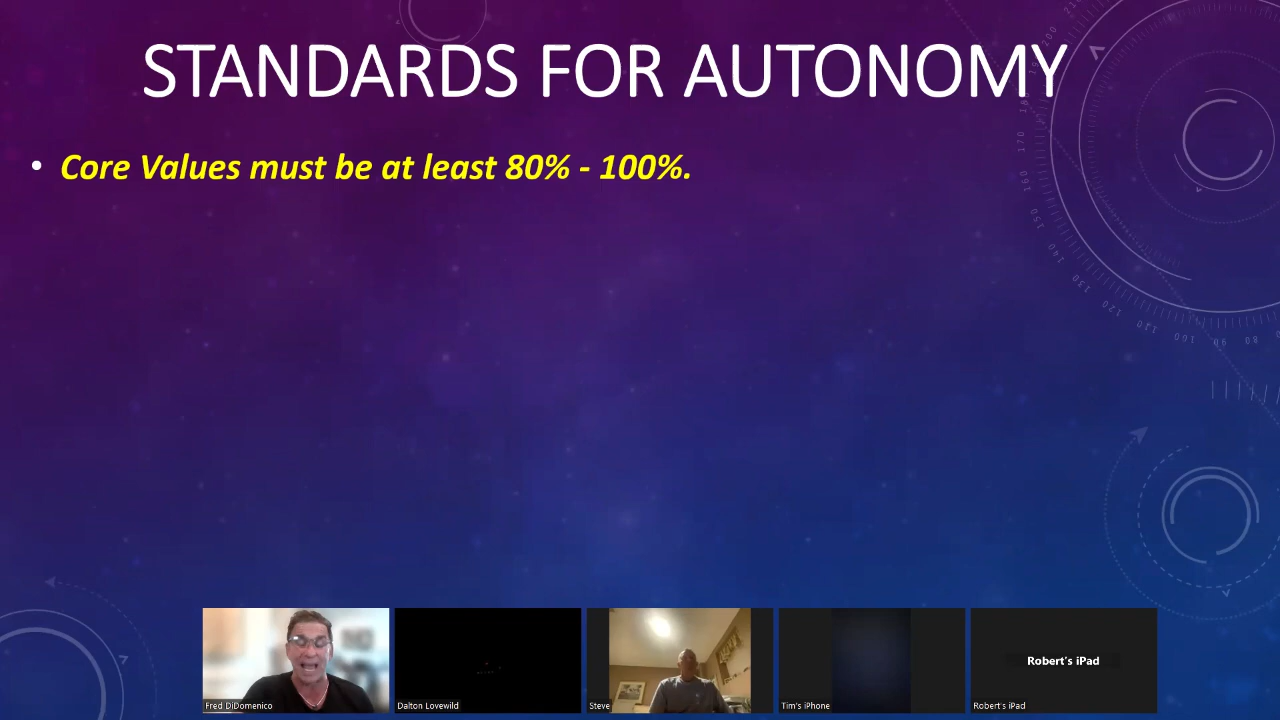 STANDARDS FOR AUTONOMY
• Core Values must be at least 80% - 100%.
Robert's iPad
Fred DiDomenico
Dalton Lovewild
Steve
Tim's iPhone
Robert's iPad